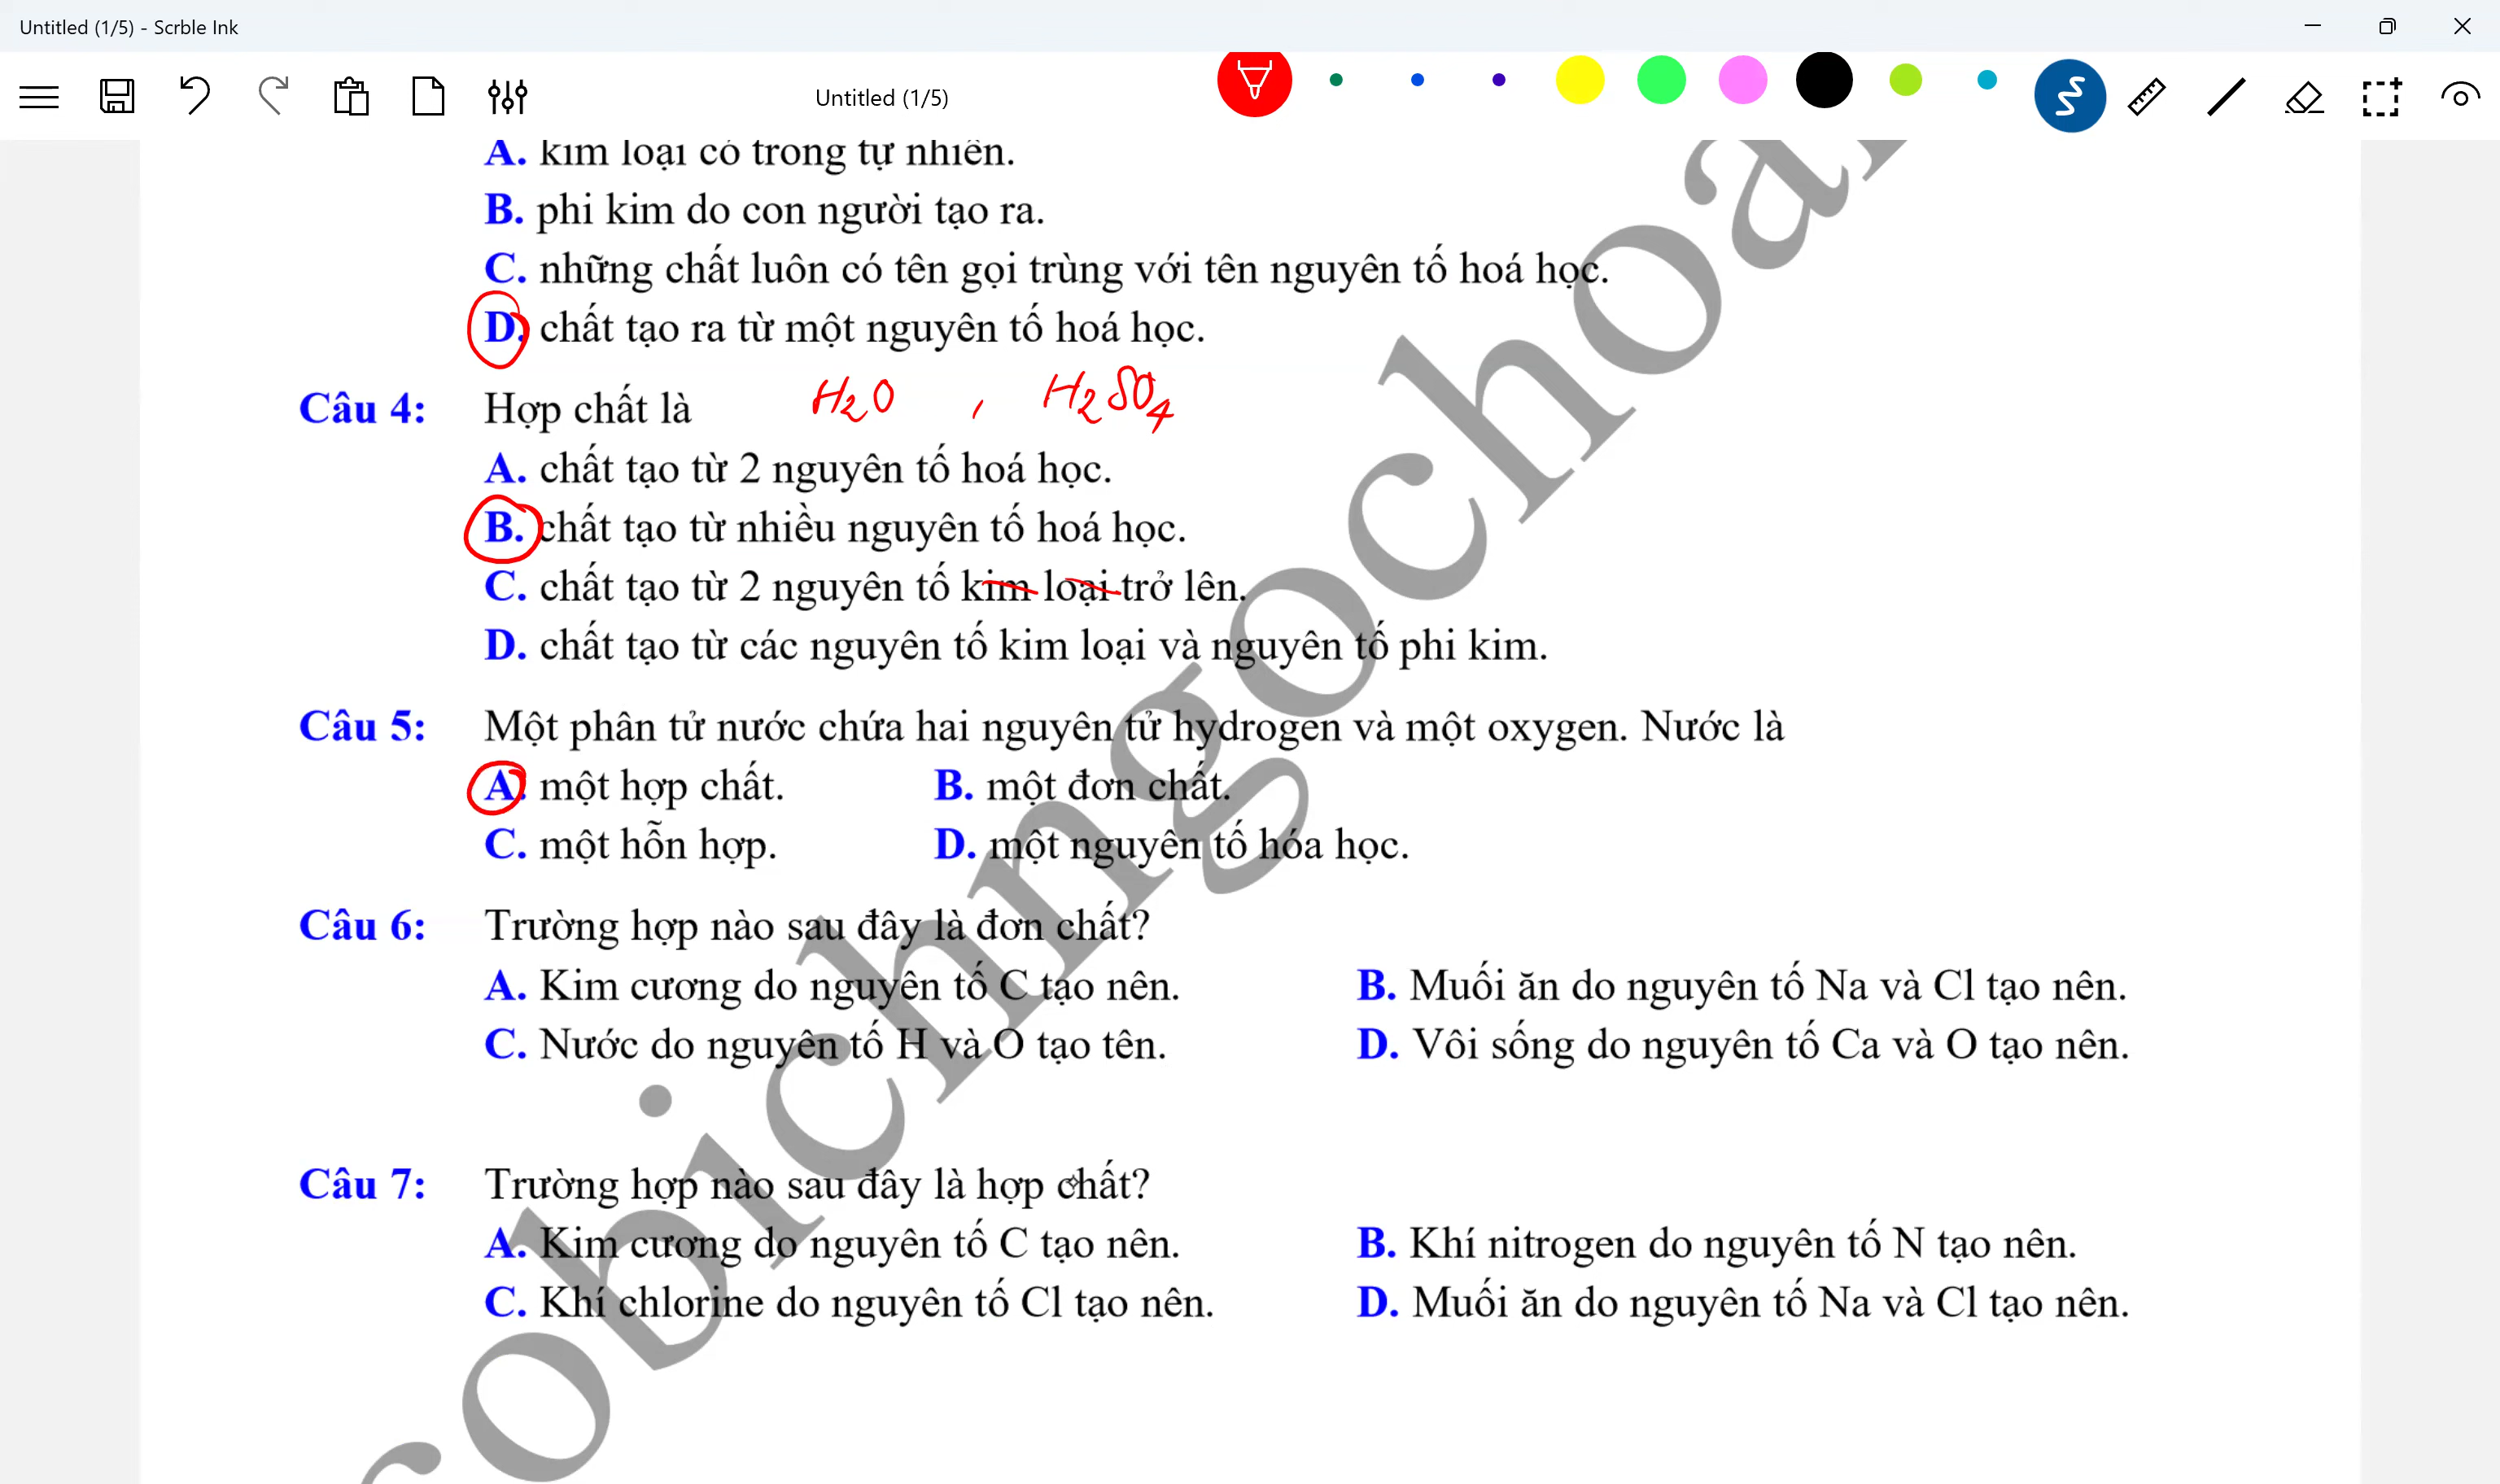 Untitled (1/5) - Scrble Ink
Untitled (1/5)
A. kim loại có trong tự nhiên.
B. phi kim do con người tạo ra.
C. những chất luôn có tên gọi trùng với tên nguyên tố hoá học.
D. chất tạo ra từ một nguyên tố hoá học.
H2O , H2SO4
Câu 4: Hợp chất là
A. chất tạo từ 2 nguyên tố hoá học.
B. chất tạo từ nhiều nguyên tố hoá học.
C. chất tạo từ 2 nguyên tố kim loại trở lên.
D. chất tạo từ các nguyên tố kim loại và nguyên tố phi kim.
Câu 5: Một phân tử nước chứa hai nguyên tử hydrogen và một oxygen. Nước là
A. một hợp chất. B. một đơn chất.
C. một hỗn hợp. D. một nguyên tố hóa học.
Câu 6: Trường hợp nào sau đây là đơn chất?
A. Kim cương do nguyên tố C tạo nên. B. Muối ăn do nguyên tố Na và Cl tạo nên.
C. Nước do nguyên tố H và O tạo tên. D. Vôi sống do nguyên tố Ca và O tạo nên.
Câu 7: Trường hợp nào sau đây là hợp chất?
A. Kim cương do nguyên tố C tạo nên. B. Khí nitrogen do nguyên tố N tạo nên.
C. Khí chlorine do nguyên tố Cl tạo nên. D. Muối ăn do nguyên tố Na và Cl tạo nên.